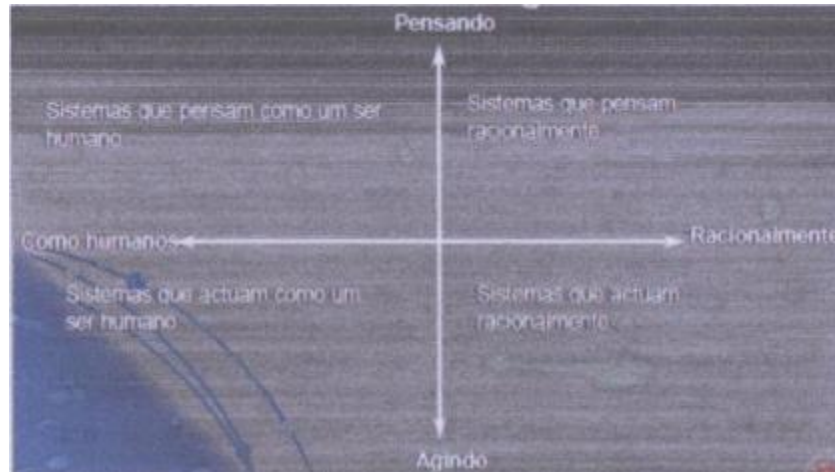 Pensando
Sistemas que pensam como um ser
humano
Sistemas que pensam
racionalmente
Como humanos
Racionalmente
Sistemas que actuam como um
ser humano
Sistemas que actuam
racionalmente
Agindo